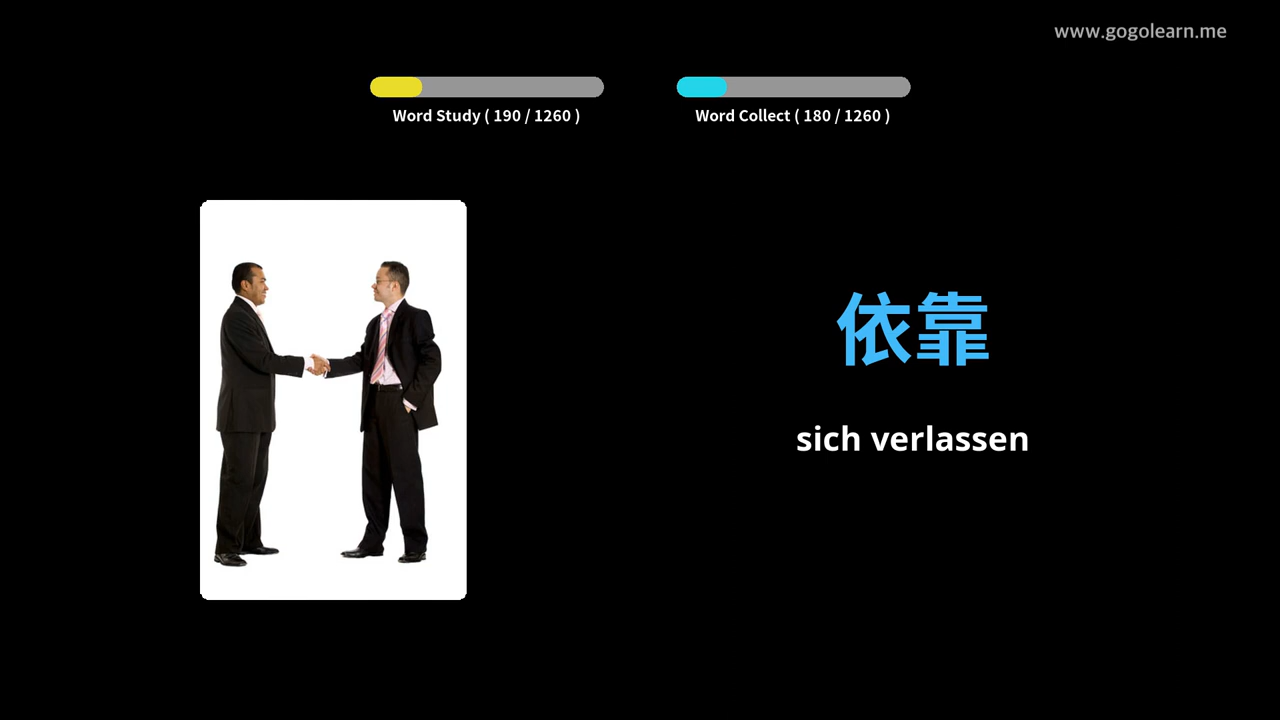 www.gogolearn.me
Word Study ( 190 / 1260 )
Word Collect ( 180 / 1260 )
依靠
sich verlassen